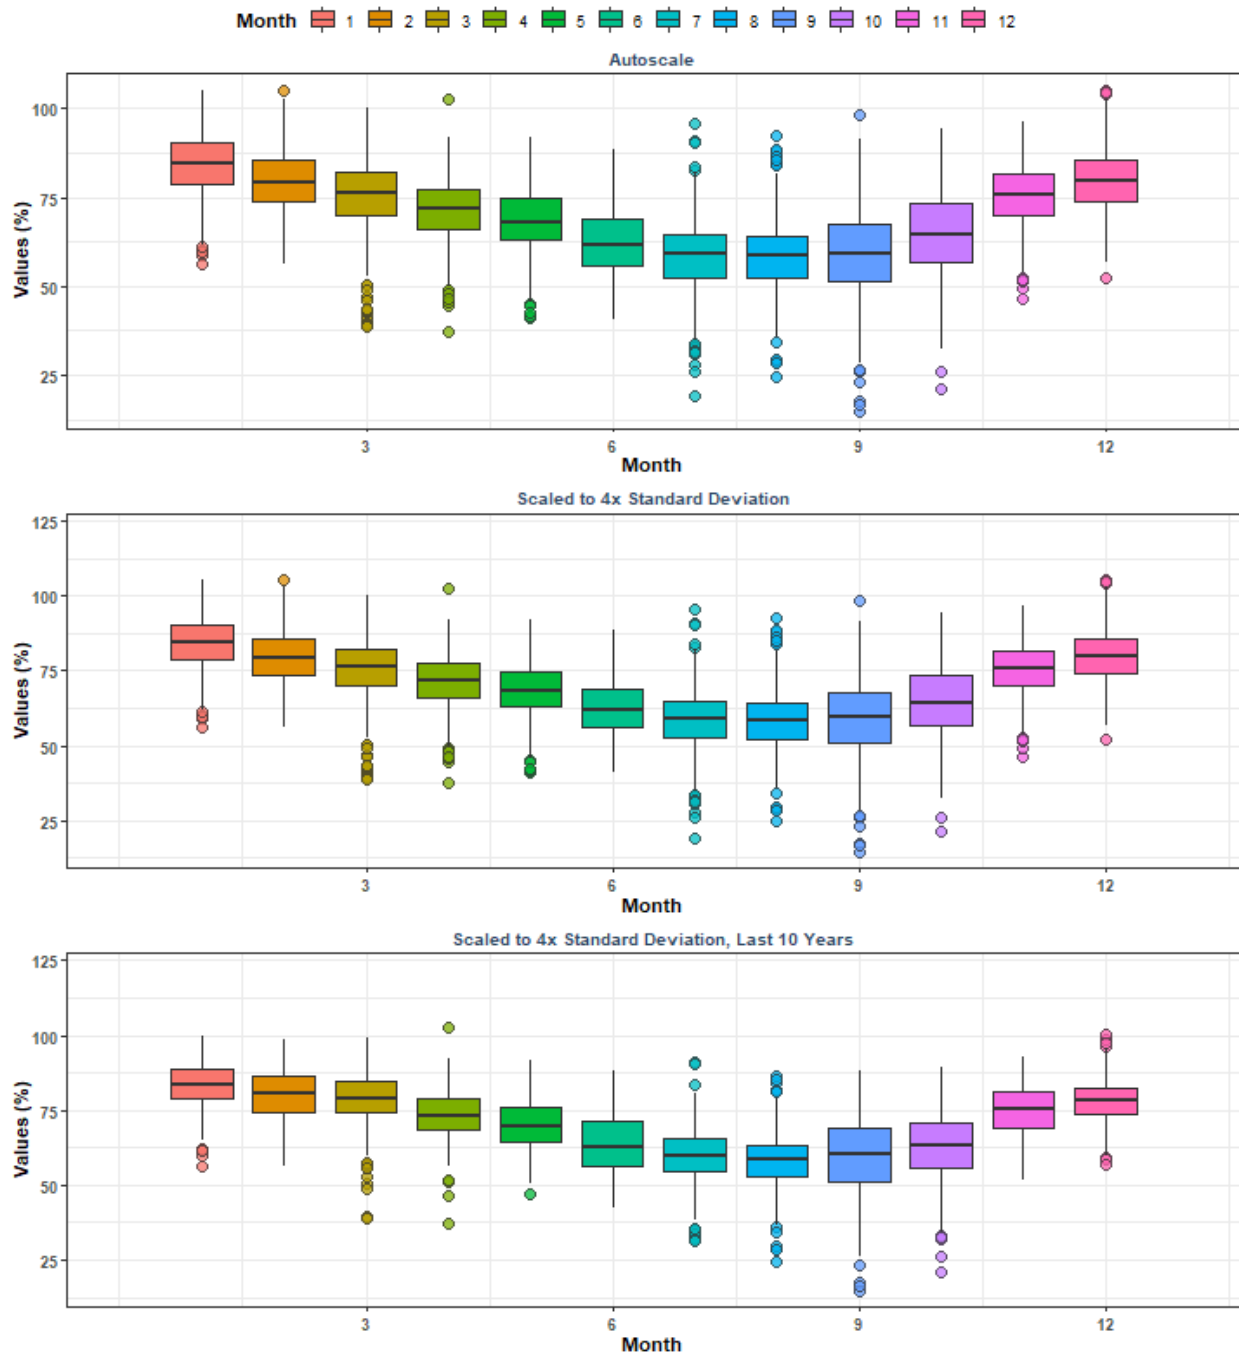 Month 1 2 3 4 5 6 7 8 9 10 11 12
Autoscale
Values (%)
100
75
50
25
3 6 9 12
Month
Scaled to 4x Standard Deviation
Values (%)
125
100
75
50
25
3 6 9 12
Month
Scaled to 4x Standard Deviation, Last 10 Years
Values (%)
125
100
75
50
25
3 6 9 12
Month